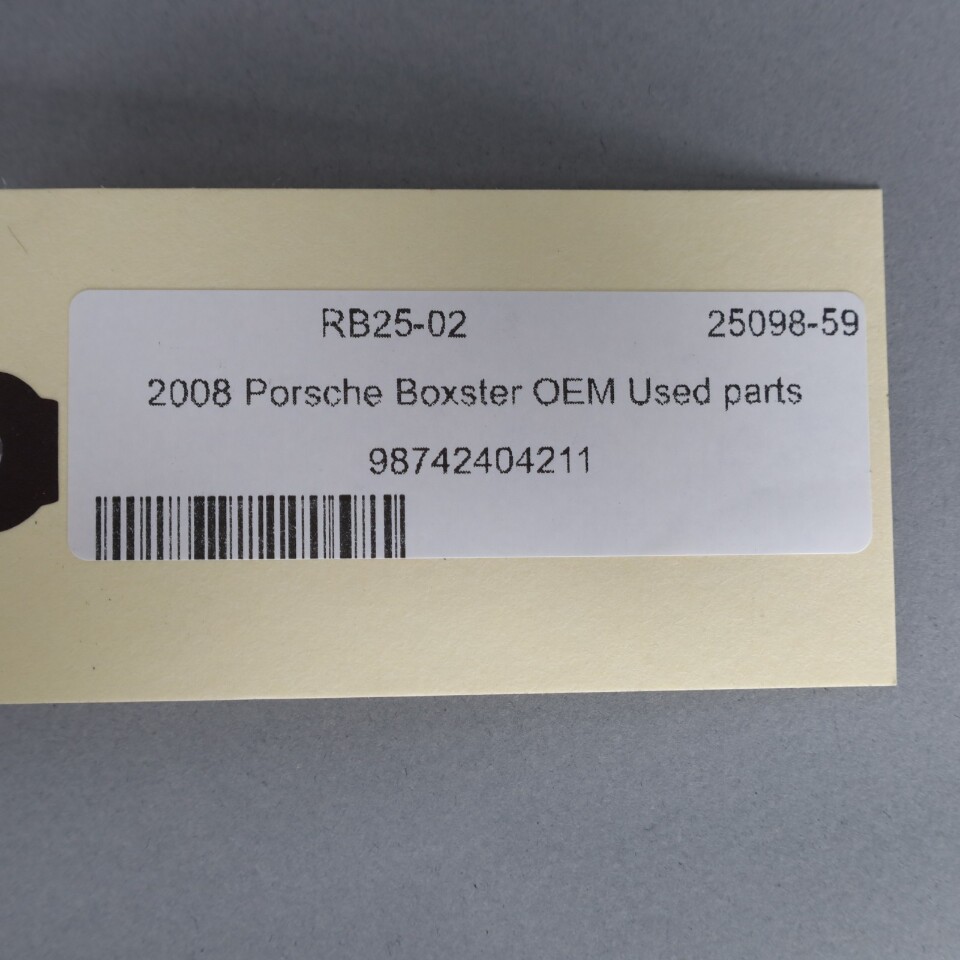 RB25-02 25098-59
2008 Porsche Boxster OEM Used parts
98742404211